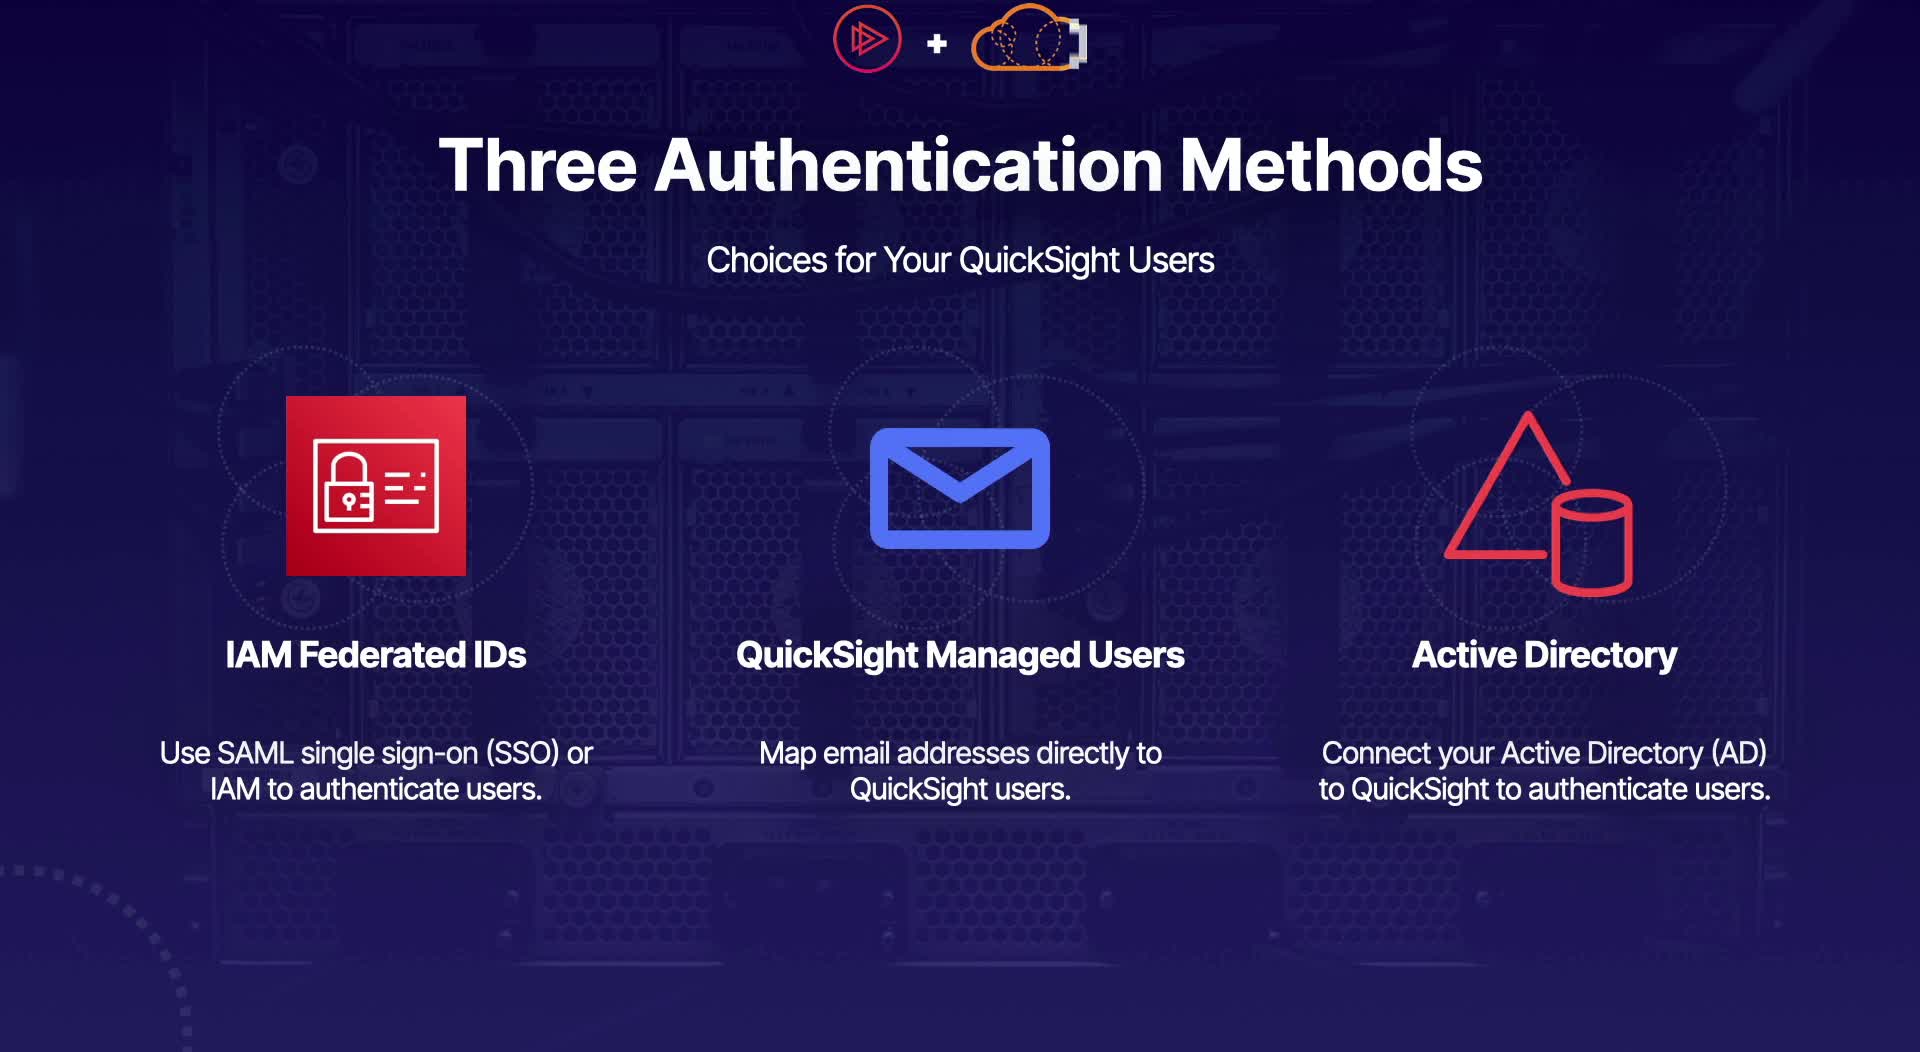 Three Authentication Methods
Choices for Your QuickSight Users
IAM Federated IDs
Use SAML single sign-on (SSO) or
IAM to authenticate users.
QuickSight Managed Users
Map email addresses directly to
QuickSight users.
Active Directory
Connect your Active Directory (AD)
to QuickSight to authenticate users.